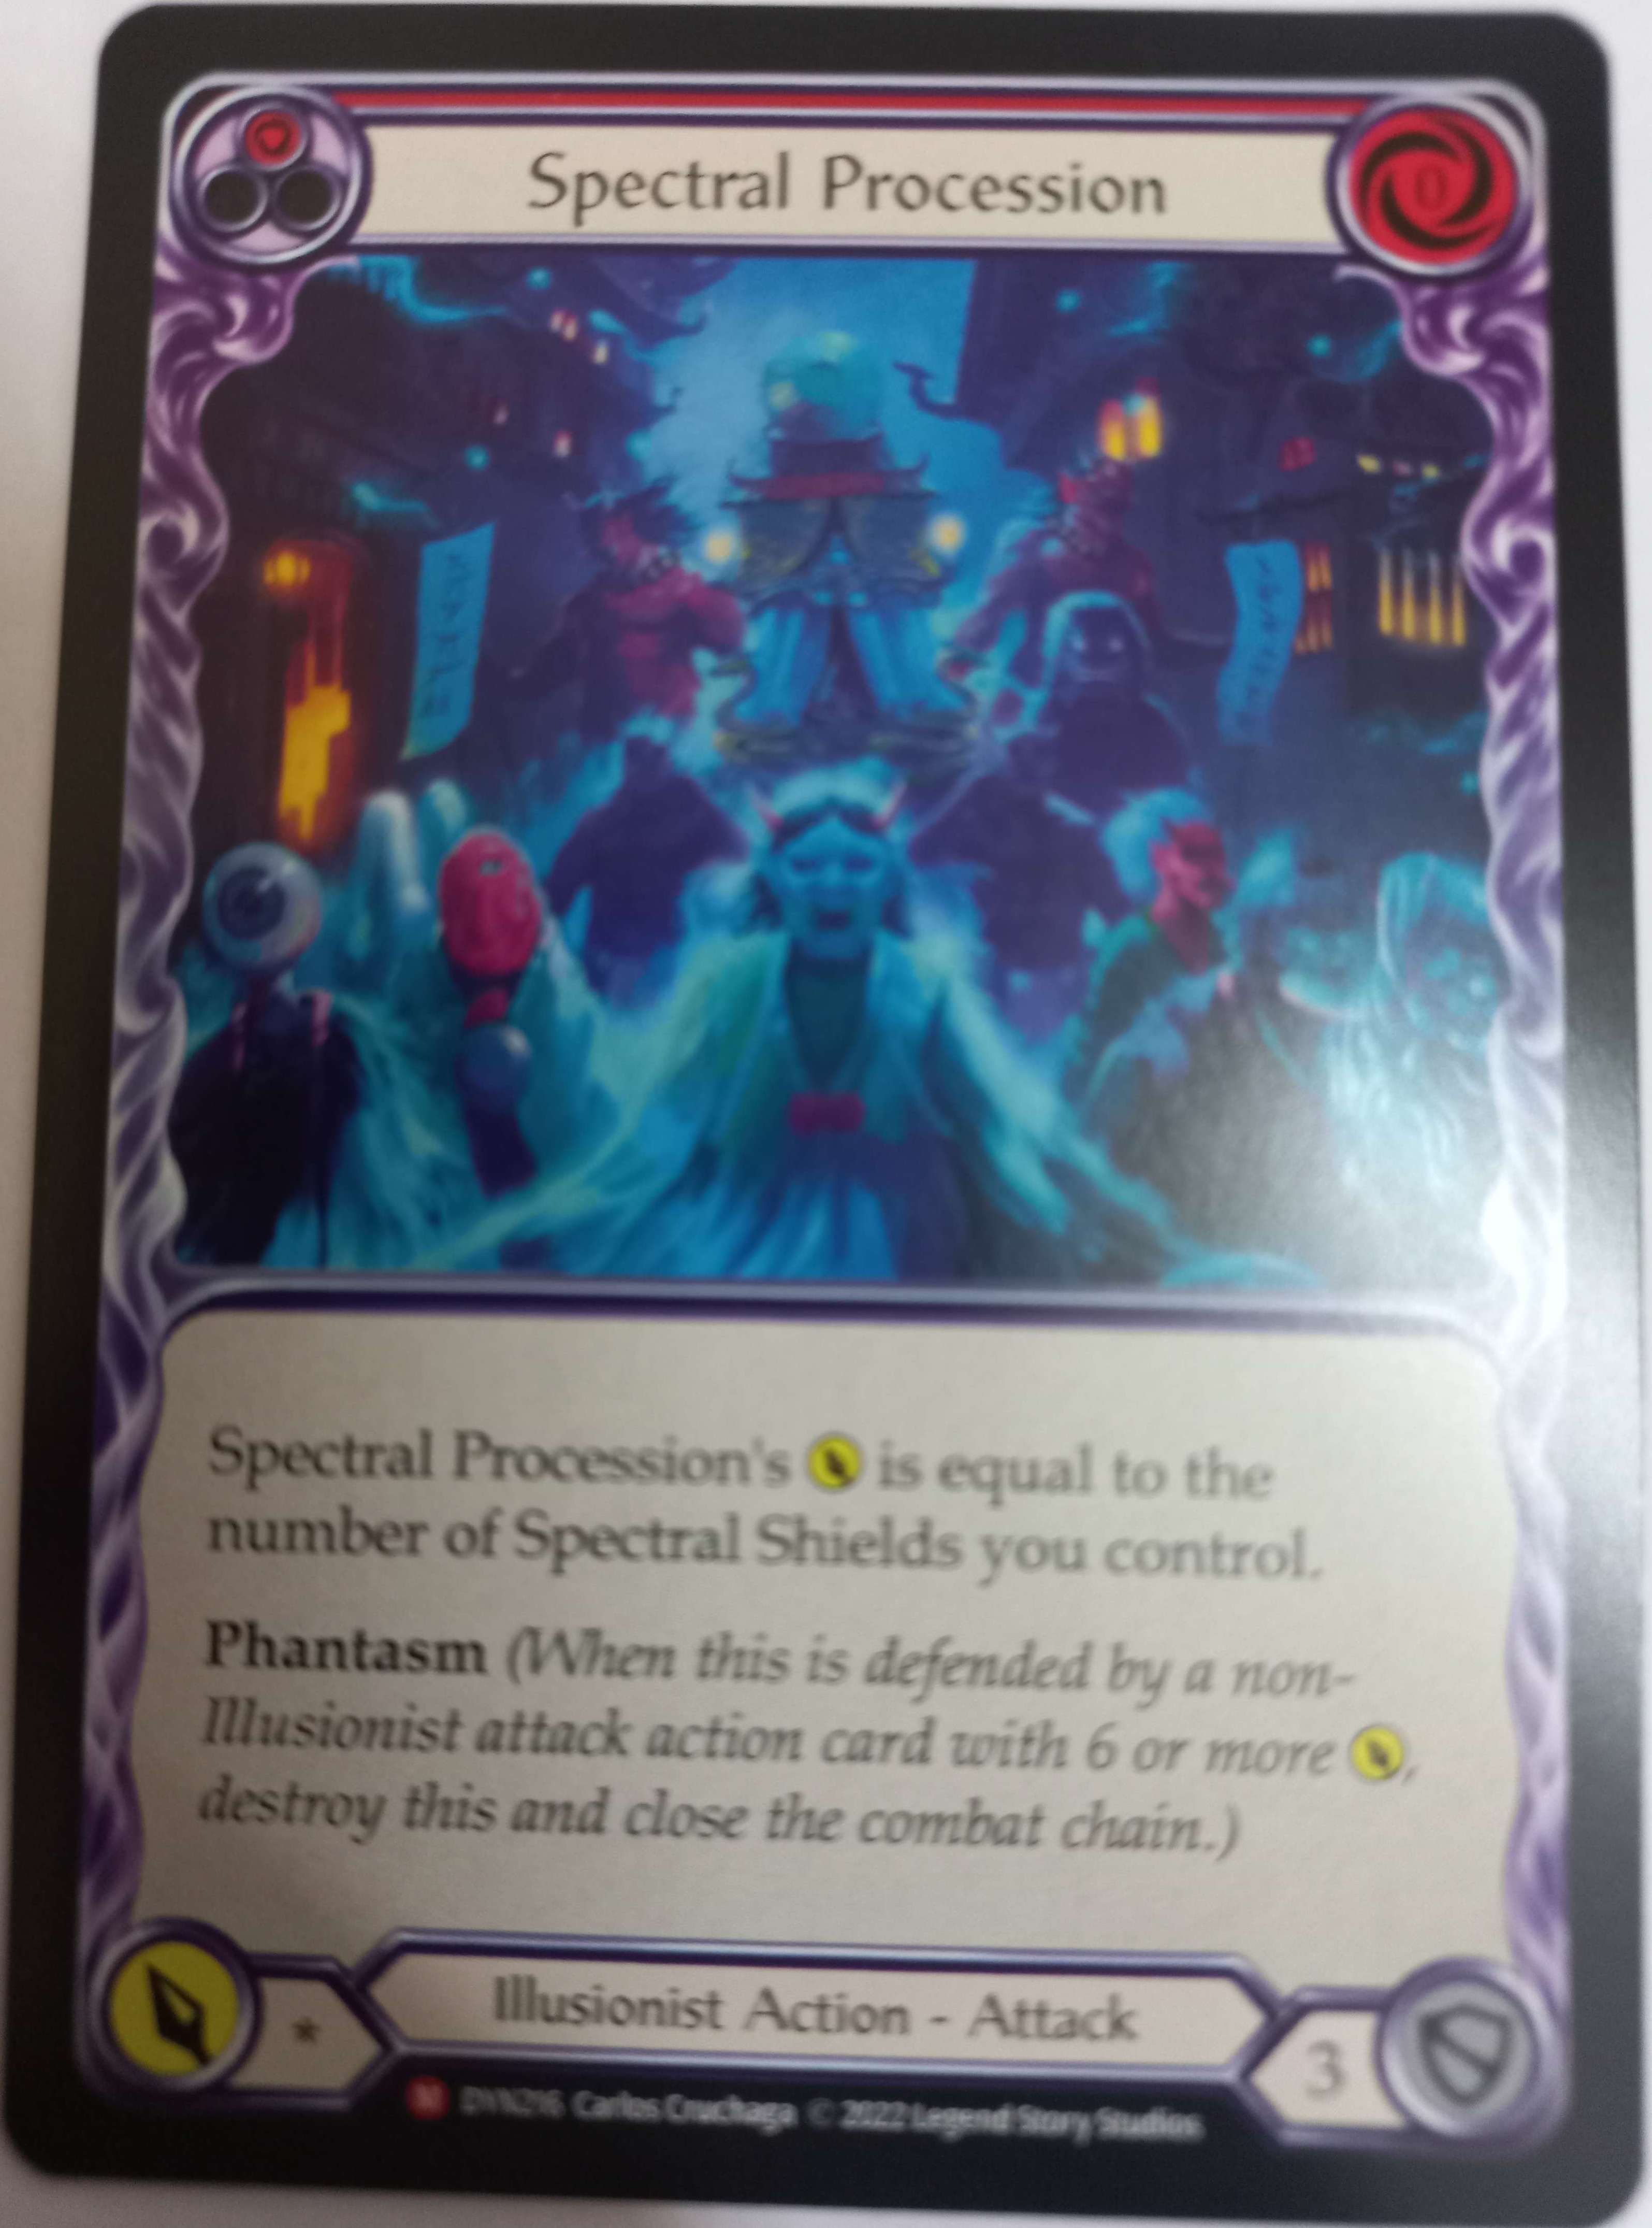 Spectral Procession
0
Spectral Procession's is equal to the
number of Spectral Shields you control.
Phantasm (When this is defended by a non-
Illusionist attack action card with 6 or more ,
destroy this and close the combat chain.)
* Illusionist Action - Attack 3
M DYN216 Carlos Cruchaga © 2022 Legend Story Studios